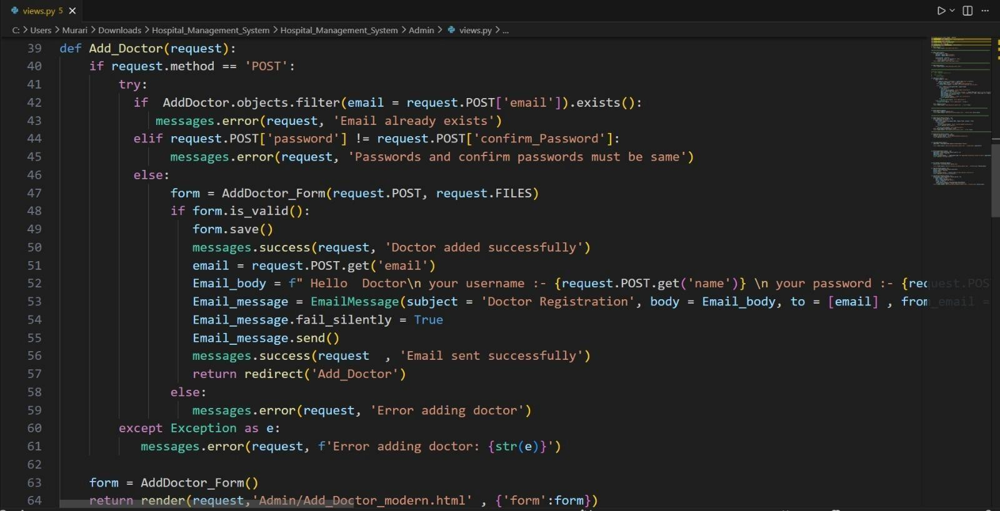 views.py 5
C: > Users > Murari > Downloads > Hospital_Management_System > Hospital_Management_System > Admin > views.py > ...
39 def Add_Doctor(request):
40     if request.method == 'POST':
41         try:
42           if  AddDoctor.objects.filter(email = request.POST['email']).exists():
43              messages.error(request, 'Email already exists')
44           elif request.POST['password'] != request.POST['confirm_Password']:
45                messages.error(request, 'Passwords and confirm passwords must be same')
46           else:
47                form = AddDoctor_Form(request.POST, request.FILES)
48                if form.is_valid():
49                   form.save()
50                   messages.success(request, 'Doctor added successfully')
51                   email = request.POST.get('email')
52                   Email_body = f" Hello  Doctor\n your username :- {request.POST.get('name')} \n your password :- {request.POS
53                   Email_message = EmailMessage(subject = 'Doctor Registration', body = Email_body, to = [email] , from_email =
54                   Email_message.fail_silently = True
55                   Email_message.send()
56                   messages.success(request  , 'Email sent successfully')
57                   return redirect('Add_Doctor')
58                else:
59                   messages.error(request, 'Error adding doctor')
60         except Exception as e:
61            messages.error(request, f'Error adding doctor: {str(e)}')
62
63     form = AddDoctor_Form()
64     return render(request,'Admin/Add_Doctor_modern.html' , {'form':form})